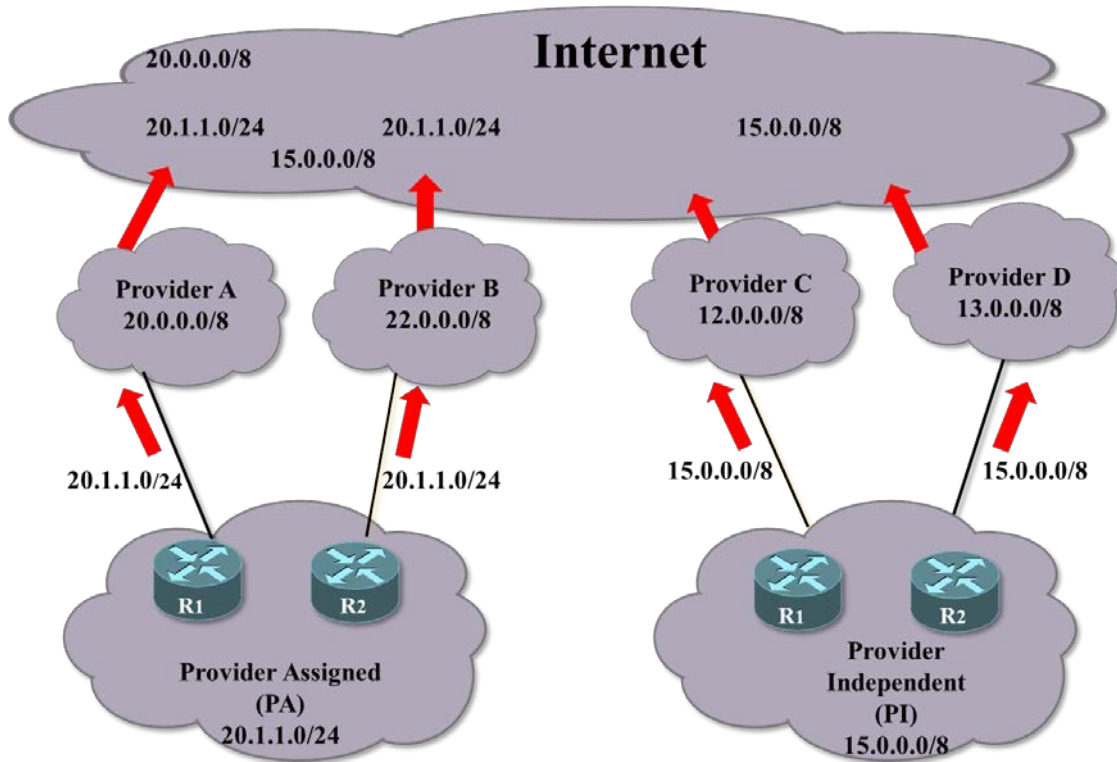 Internet
20.0.0.0/8
20.1.1.0/24
20.1.1.0/24
15.0.0.0/8
15.0.0.0/8
Provider A
20.0.0.0/8
Provider B
22.0.0.0/8
Provider C
12.0.0.0/8
Provider D
13.0.0.0/8
20.1.1.0/24
20.1.1.0/24
15.0.0.0/8
15.0.0.0/8
R1
R2
Provider Assigned
(PA)
20.1.1.0/24
R1
R2
Provider
Independent
(PI)
15.0.0.0/8